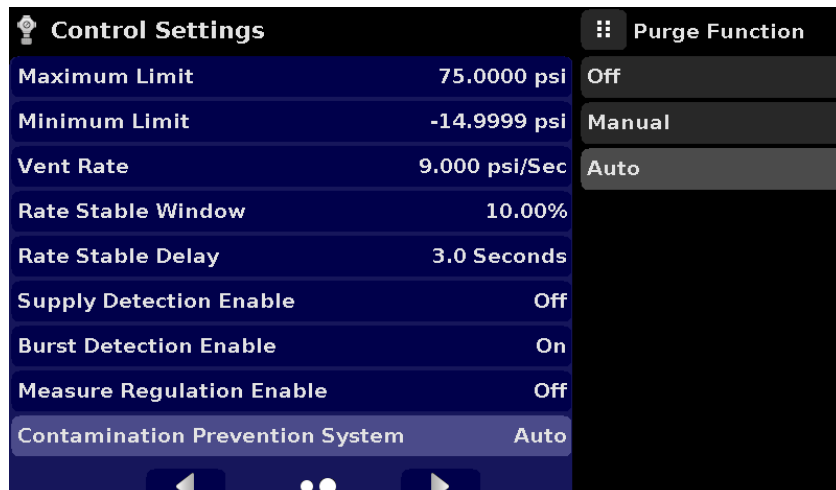 Control Settings
Maximum Limit 75.0000 psi
Minimum Limit -14.9999 psi
Vent Rate 9.000 psi/Sec
Rate Stable Window 10.00%
Rate Stable Delay 3.0 Seconds
Supply Detection Enable Off
Burst Detection Enable On
Measure Regulation Enable Off
Contamination Prevention System Auto
Purge Function
Off
Manual
Auto